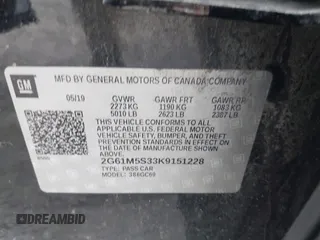 GM
MFD BY GENERAL MOTORS OF CANADA COMPANY
05/19 GVWR GAWR FRT GAWR RR
2273 KG 1190 KG 1083 KG
5010 LB 2623 LB 2387 LB
THIS VEHICLE CONFORMS TO ALL
APPLICABLE U.S. FEDERAL MOTOR
VEHICLE SAFETY, BUMPER, AND THEFT
PREVENTION STANDARDS IN EFFECT ON
THE DATE OF MANUFACTURE SHOWN
ABOVE.
2G61M5S33K9151228
TYPE: PASS CAR
MODEL:
DREAMBID